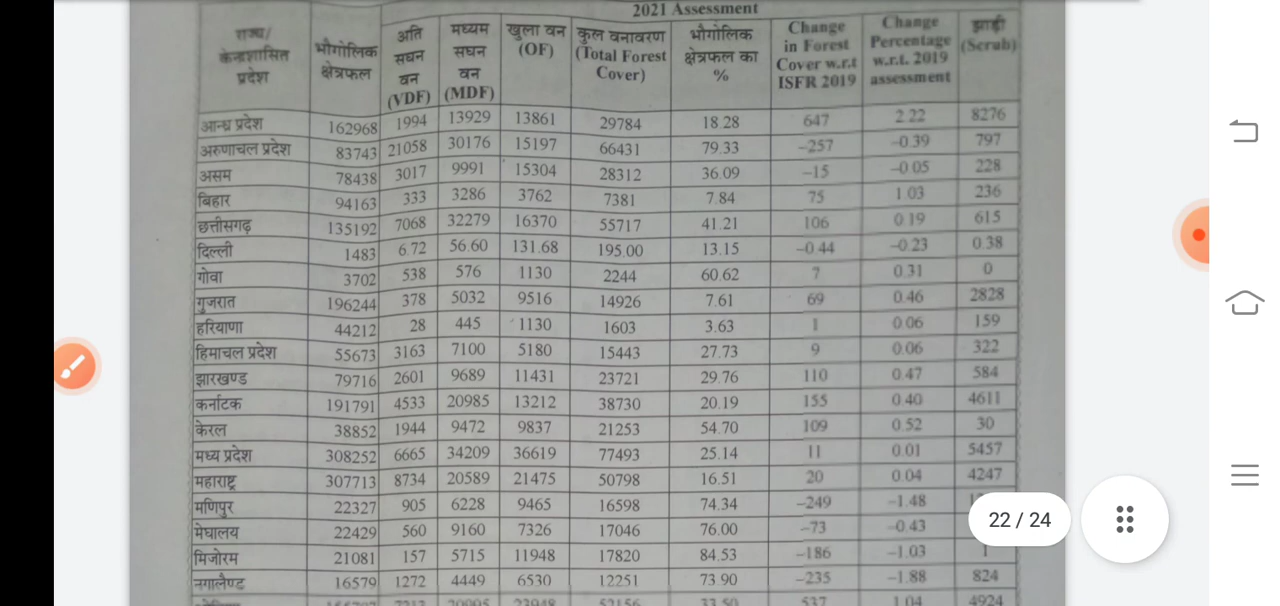 2021 Assessment
राज्य/ केन्द्रशासित प्रदेश भौगोलिक क्षेत्रफल अति सघन वन (VDF) मध्यम सघन वन (MDF) खुला वन (OF) कुल वनावरण (Total Forest Cover) भौगोलिक क्षेत्रफल का % Change in Forest Cover w.r.t ISFR 2019 Change Percentage w.r.t. 2019 assessment झाड़ी (Scrub)
आन्ध्र प्रदेश 162968 1994 13929 13861 29784 18.28 647 2.22 8276
अरुणाचल प्रदेश 83743 21058 30176 15197 66431 79.33 –257 –0.39 797
असम 78438 3017 9991 15304 28312 36.09 –15 –0 05 228
बिहार 94163 333 3286 3762 7381 7.84 75 1.03 236
छत्तीसगढ़ 135192 7068 32279 16370 55717 41.21 106 0.19 615
दिल्ली 1483 6.72 56.60 131.68 195.00 13.15 –0.44 –0.23 0.38
गोवा 3702 538 576 1130 2244 60.62 7 0.31 0
गुजरात 196244 378 5032 9516 14926 7.61 69 0.46 2828
हरियाणा 44212 28 445 1130 1603 3.63 1 0.06 159
हिमाचल प्रदेश 55673 3163 7100 5180 15443 27.73 9 0.06 322
झारखण्ड 79716 2601 9689 11431 23721 29.76 110 0.47 584
कर्नाटक 191791 4533 20985 13212 38730 20.19 155 0.40 4611
केरल 38852 1944 9472 9837 21253 54.70 109 0.52 30
मध्य प्रदेश 308252 6665 34209 36619 77493 25.14 11 0.01 5457
महाराष्ट्र 307713 8734 20589 21475 50798 16.51 20 0.04 4247
मणिपुर 22327 905 6228 9465 16598 74.34 –249 –1.48
मेघालय 22429 560 9160 7326 17046 76.00 –73 –0.43
मिजोरम 21081 157 5715 11948 17820 84.53 –186 –1.03 1
नगालैण्ड 16579 1272 4449 6530 12251 73 90 –235 –1.88 824
52156 33.50 537 1.04 4924
22 / 24